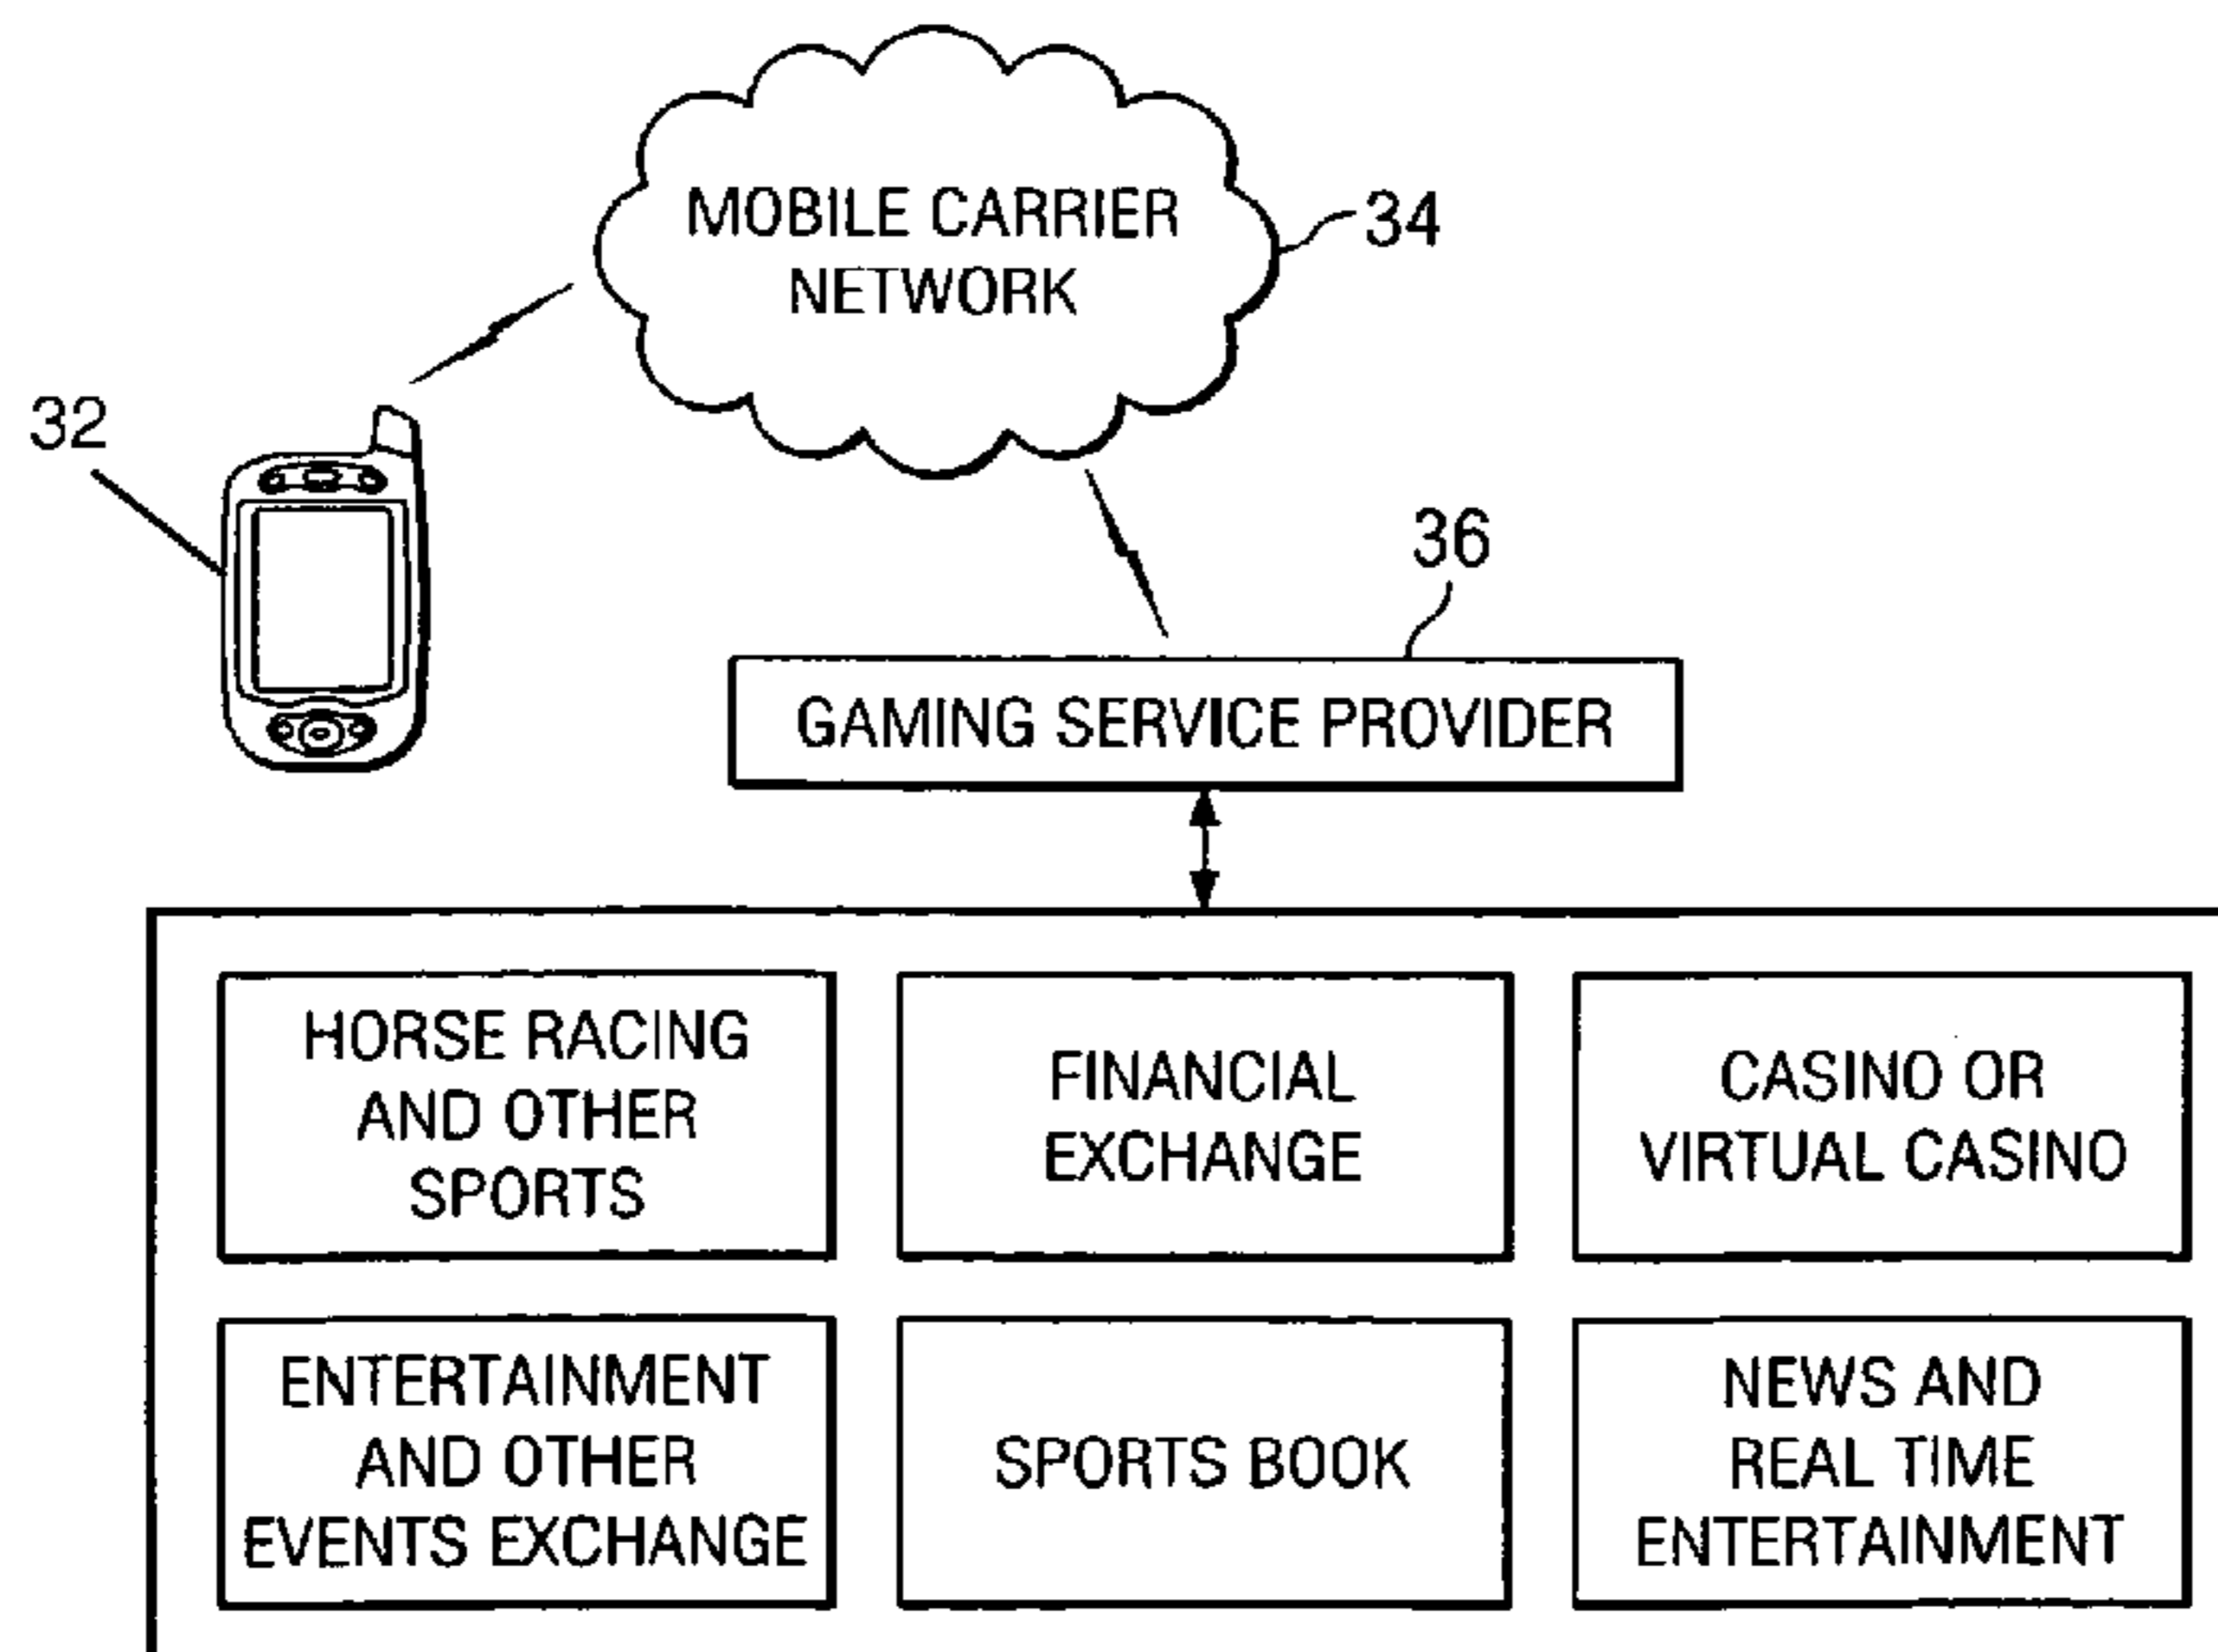 MOBILE CARRIER
NETWORK
34
32
36
GAMING SERVICE PROVIDER
HORSE RACING
AND OTHER
SPORTS
FINANCIAL
EXCHANGE
CASINO OR
VIRTUAL CASINO
ENTERTAINMENT
AND OTHER
EVENTS EXCHANGE
SPORTS BOOK
NEWS AND
REAL TIME
ENTERTAINMENT